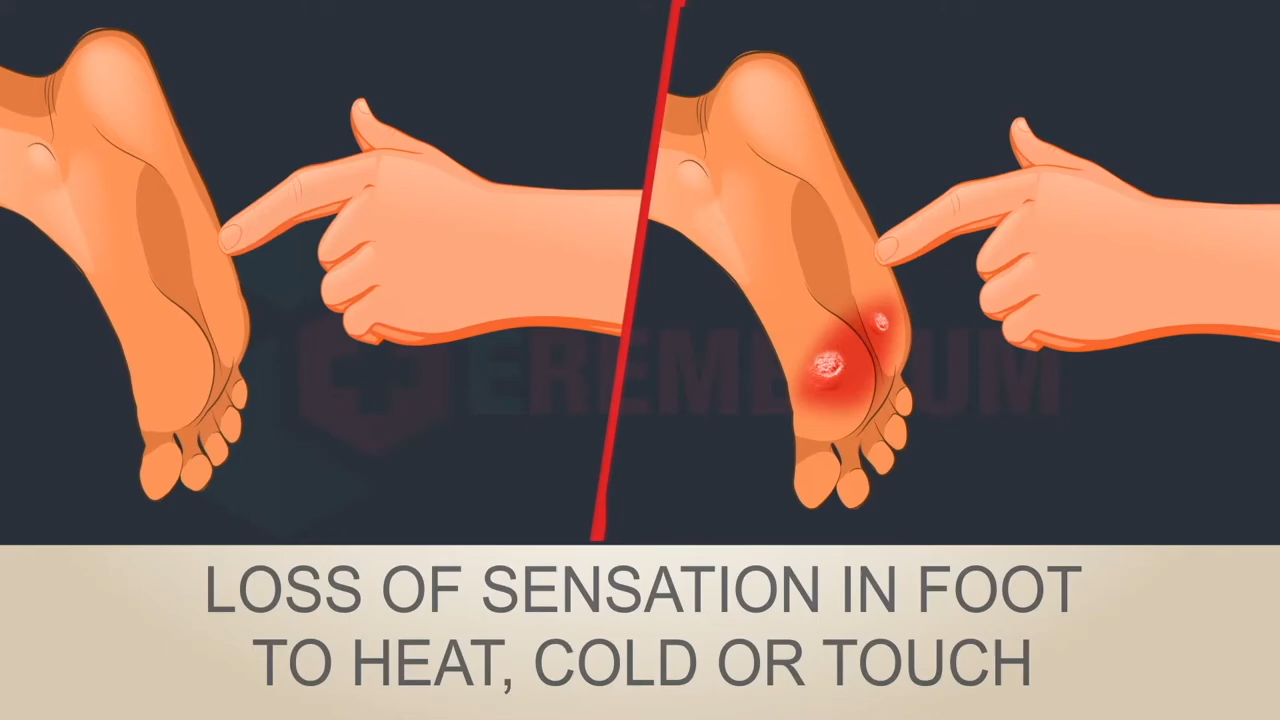 LOSS OF SENSATION IN FOOT
TO HEAT, COLD OR TOUCH